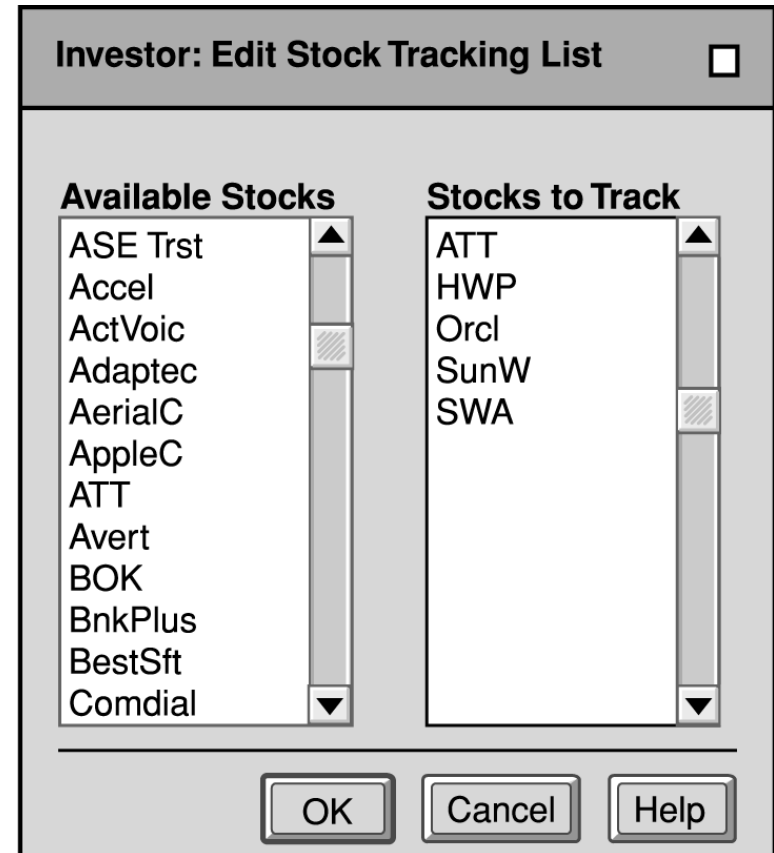 Investor: Edit Stock Tracking List
Available Stocks
ASE Trst
Accel
ActVoic
Adaptec
AerialC
AppleC
ATT
Avert
BOK
BnkPlus
BestSft
Comdial
Stocks to Track
ATT
HWP
Orcl
SunW
SWA
OK
Cancel
Help